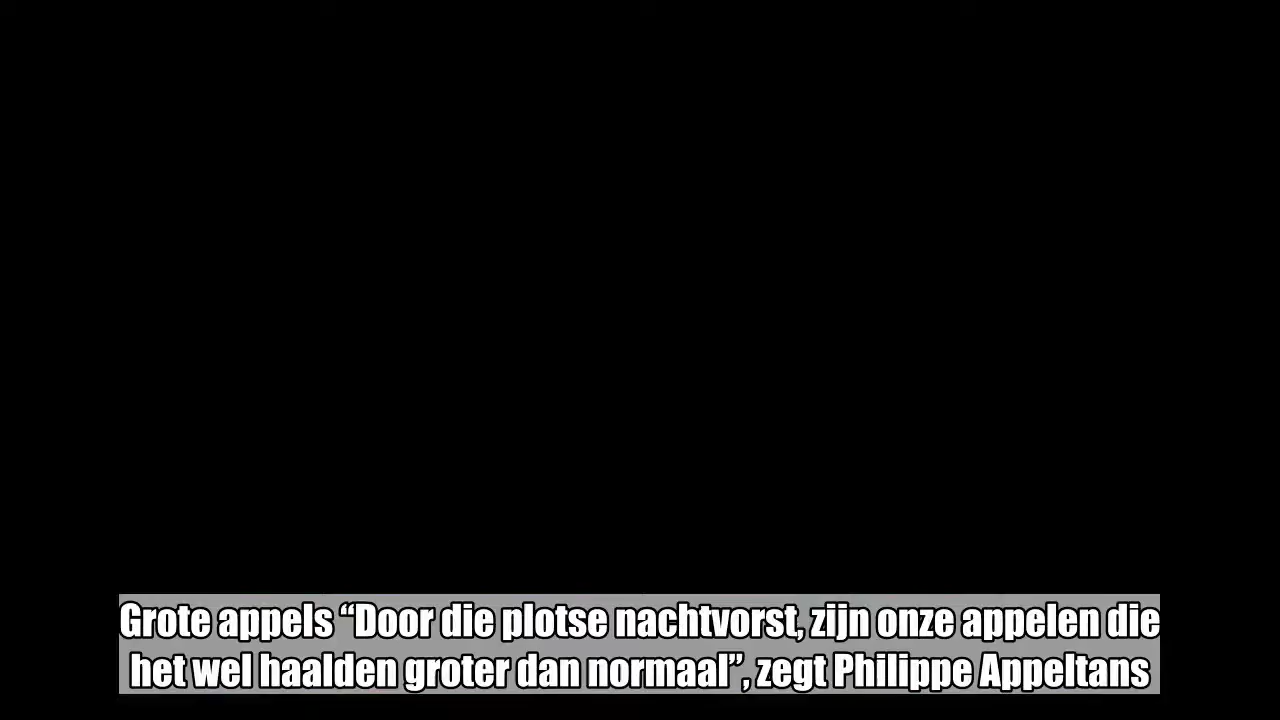 Grote appels “Door die plotse nachtvorst, zijn onze appelen die
het wel haalden groter dan normaal”, zegt Philippe Appeltans